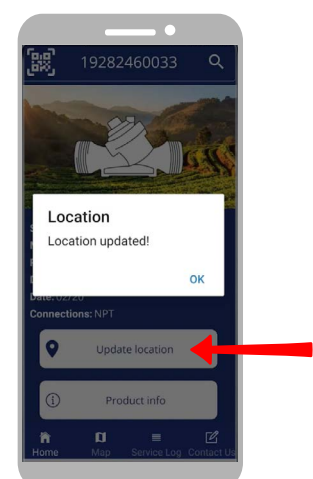 19282460033
Location
Location updated!
OK
Date: 02/20
Connections: NPT
Update location
Product info
Home
Map
Service Log
Contact Us